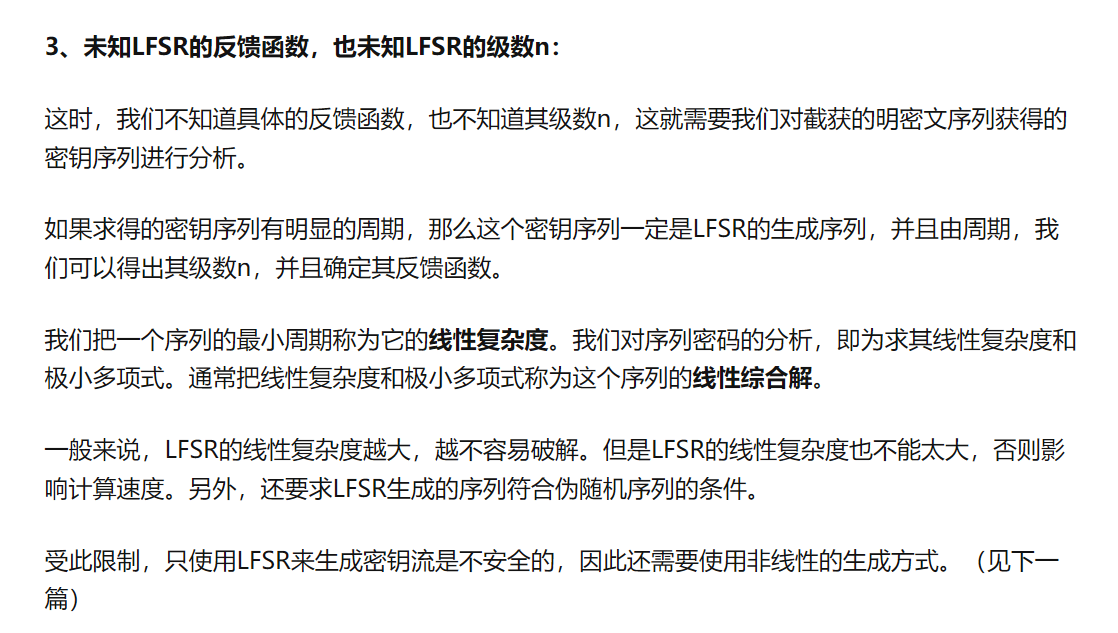 3、未知LFSR的反馈函数，也未知LFSR的级数n：
这时，我们不知道具体的反馈函数，也不知道其级数n，这就需要我们对截获的明密文序列获得的
密钥序列进行分析。
如果求得的密钥序列有明显的周期，那么这个密钥序列一定是LFSR的生成序列，并且由周期，我
们可以得出其级数n，并且确定其反馈函数。
我们把一个序列的最小周期称为它的线性复杂度。我们对序列密码的分析，即为求其线性复杂度和
极小多项式。通常把线性复杂度和极小多项式称为这个序列的线性综合解。
一般来说，LFSR的线性复杂度越大，越不容易破解。但是LFSR的线性复杂度也不能太大，否则影
响计算速度。另外，还要求LFSR生成的序列符合伪随机序列的条件。
受此限制，只使用LFSR来生成密钥流是不安全的，因此还需要使用非线性的生成方式。（见下一
篇）